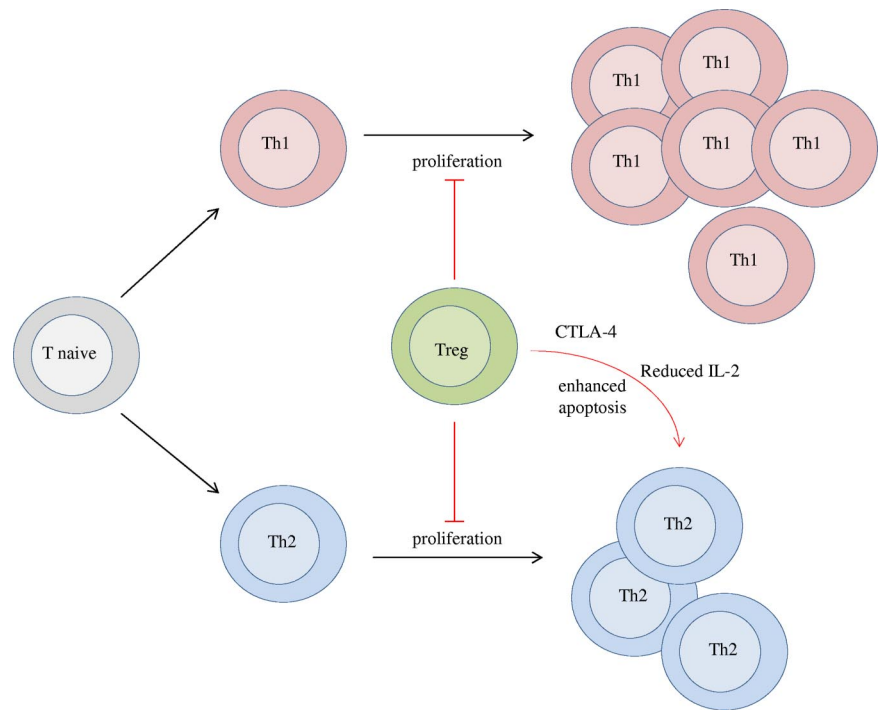 Th1
Th1
Th1
proliferation
Th1
Th1
Th1
Th1
T naive
Treg
CTLA-4
Reduced IL-2
enhanced
apoptosis
Th2
proliferation
Th2
Th2
Th2